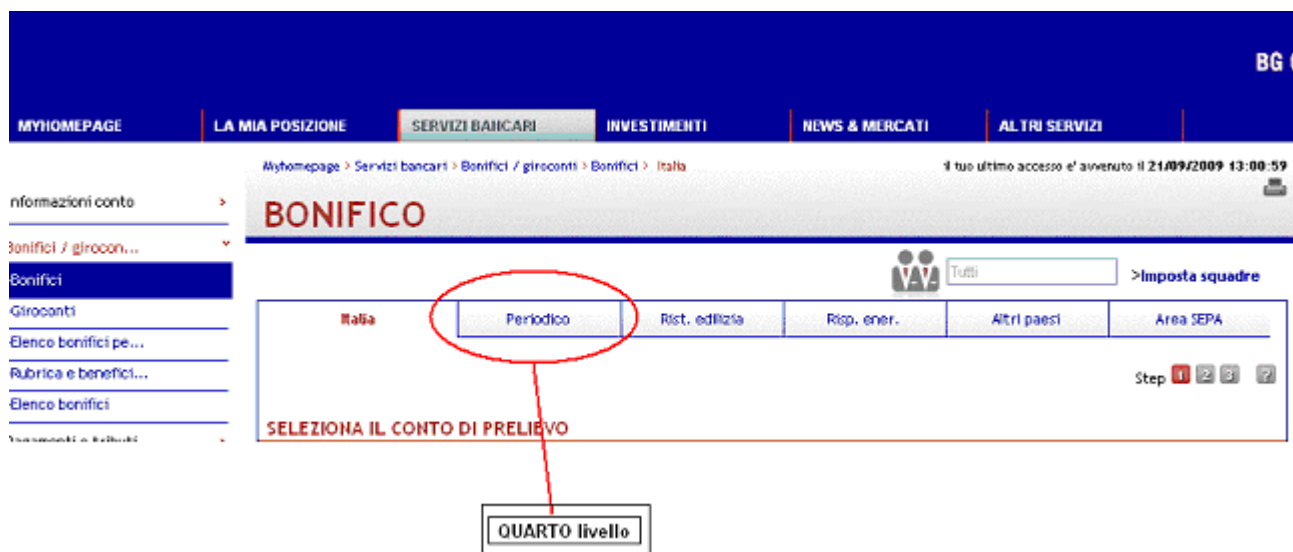 BG
MYHOMEPAGE LA MIA POSIZIONE SERVIZI BANCARI INVESTIMENTI NEWS & MERCATI ALTRI SERVIZI
Myhomepage > Servizi bancari > Bonifici / giroconti > Bonifici > Italia
il tuo ultimo accesso e' avvenuto il 21/09/2009 13:00:59
nformazioni conto >
BONIFICO
Bonifici / girocon...
Bonifici
Tutti >Imposta squadre
Giroconti
Italia Periodico Rist. edilizia Risp. ener. Altri paesi Area SEPA
Elenco bonifici pe...
Rubrica e benefici...
Step 1 2 3 ?
Elenco bonifici
SELEZIONA IL CONTO DI PRELIEVO
QUARTO livello